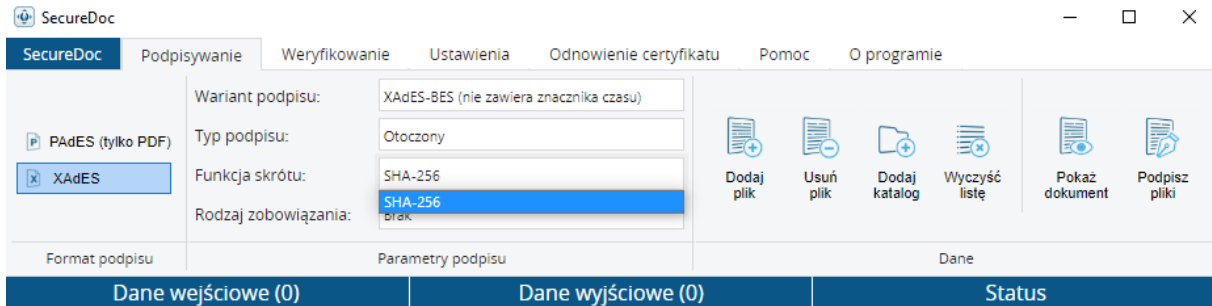 SecureDoc
SecureDoc Podpisywanie Weryfikowanie Ustawienia Odnowienie certyfikatu Pomoc O programie
PAdES (tylko PDF)
XAdES
Format podpisu
Wariant podpisu: XAdES-BES (nie zawiera znacznika czasu)
Typ podpisu: Otoczony
Funkcja skrótu: SHA-256
SHA-256
Rodzaj zobowiązania: Brak
Parametry podpisu
Dodaj plik
Usuń plik
Dodaj katalog
Wyczyść listę
Pokaż dokument
Podpisz pliki
Dane
Dane wejściowe (0) Dane wyjściowe (0) Status